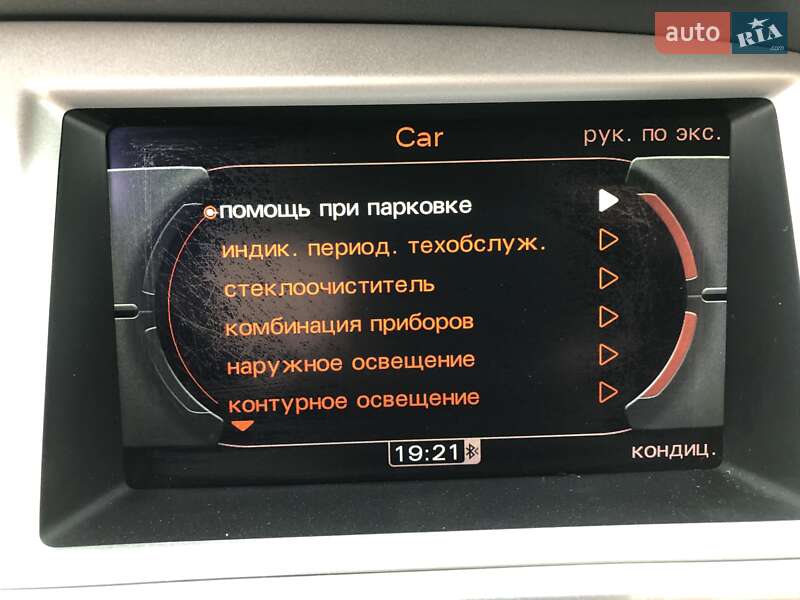 auto RIA
Car
рук. по экс.
помощь при парковке
индик. период. техобслуж.
стеклоочиститель
комбинация приборов
наружное освещение
контурное освещение
19:21
кондиц.